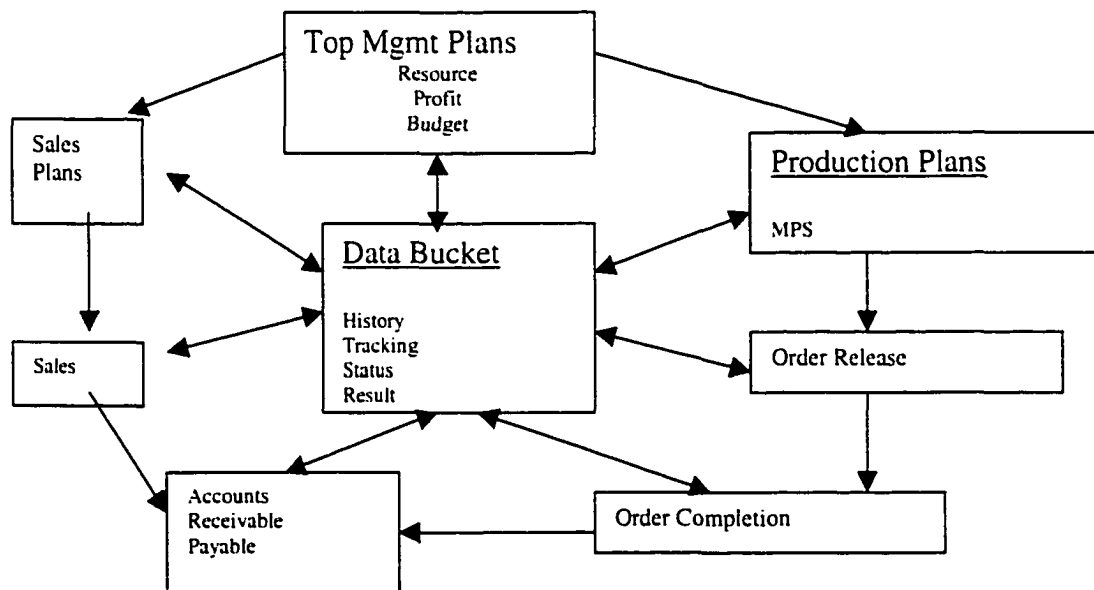 Top Mgmt Plans
Resource
Profit
Budget
Sales
Plans
Production Plans
MPS
Data Bucket
History
Tracking
Status
Result
Sales
Order Release
Accounts
Receivable
Payable
Order Completion